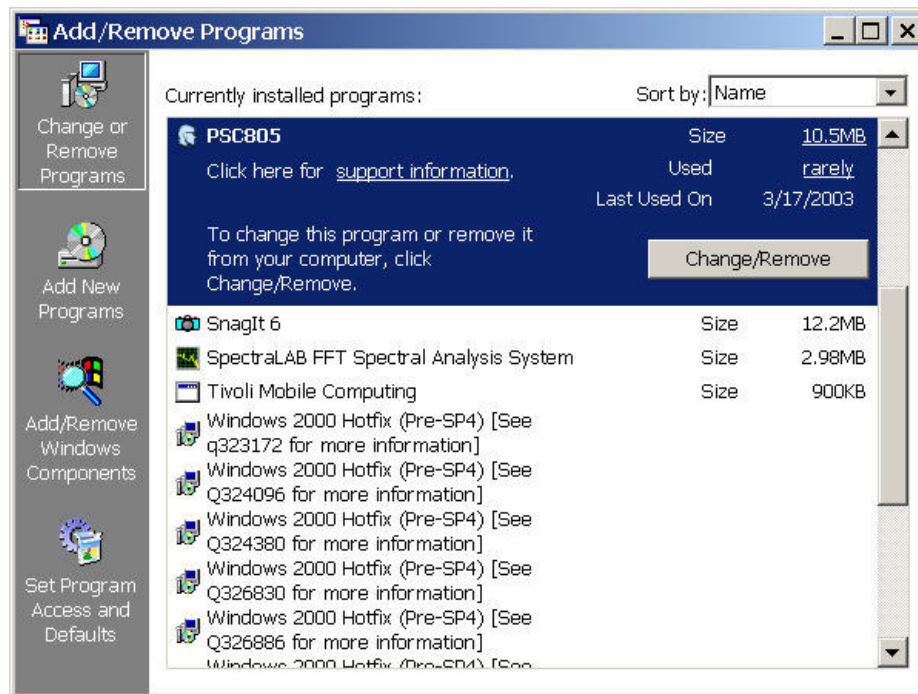 Add/Remove Programs
Change or
Remove
Programs
Add New
Programs
Add/Remove
Windows
Components
Set Program
Access and
Defaults
Currently installed programs:
Sort by: Name
PSC805
Size 10.5MB
Click here for support information.
Used rarely
Last Used On 3/17/2003
To change this program or remove it
from your computer, click
Change/Remove.
Change/Remove
SnagIt 6 Size 12.2MB
SpectraLAB FFT Spectral Analysis System Size 2.98MB
Tivoli Mobile Computing Size 900KB
Windows 2000 Hotfix (Pre-SP4) [See
q323172 for more information]
Windows 2000 Hotfix (Pre-SP4) [See
Q324096 for more information]
Windows 2000 Hotfix (Pre-SP4) [See
Q324380 for more information]
Windows 2000 Hotfix (Pre-SP4) [See
Q326830 for more information]
Windows 2000 Hotfix (Pre-SP4) [See
Q326886 for more information]
Windows 2000 Hotfix (Pre-SP4) [See